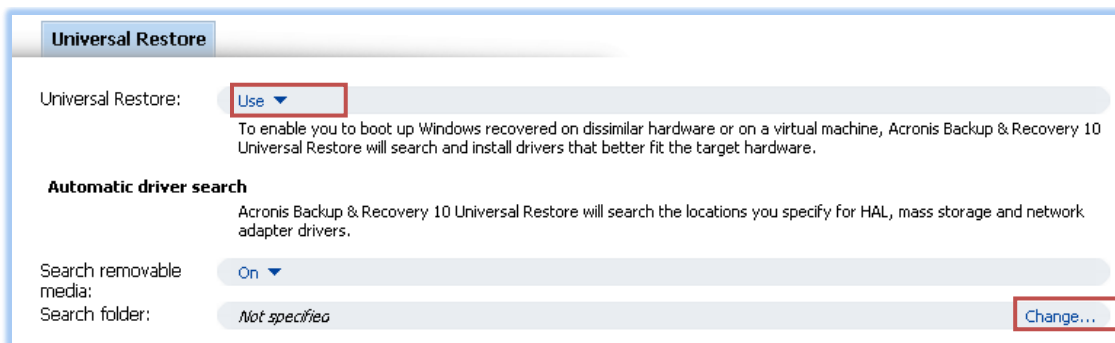 Universal Restore
Universal Restore: Use
To enable you to boot up Windows recovered on dissimilar hardware or on a virtual machine, Acronis Backup & Recovery 10
Universal Restore will search and install drivers that better fit the target hardware.
Automatic driver search
Acronis Backup & Recovery 10 Universal Restore will search the locations you specify for HAL, mass storage and network
adapter drivers.
Search removable
media: On
Search folder: Not specified Change...